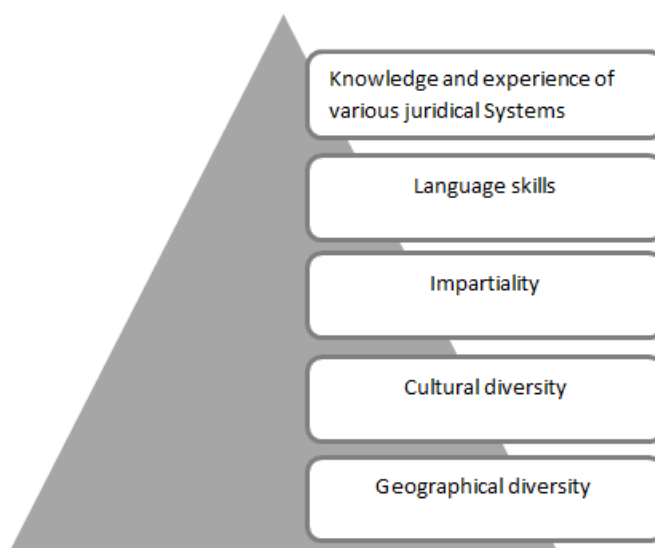 Knowledge and experience of
various juridical Systems
Language skills
Impartiality
Cultural diversity
Geographical diversity